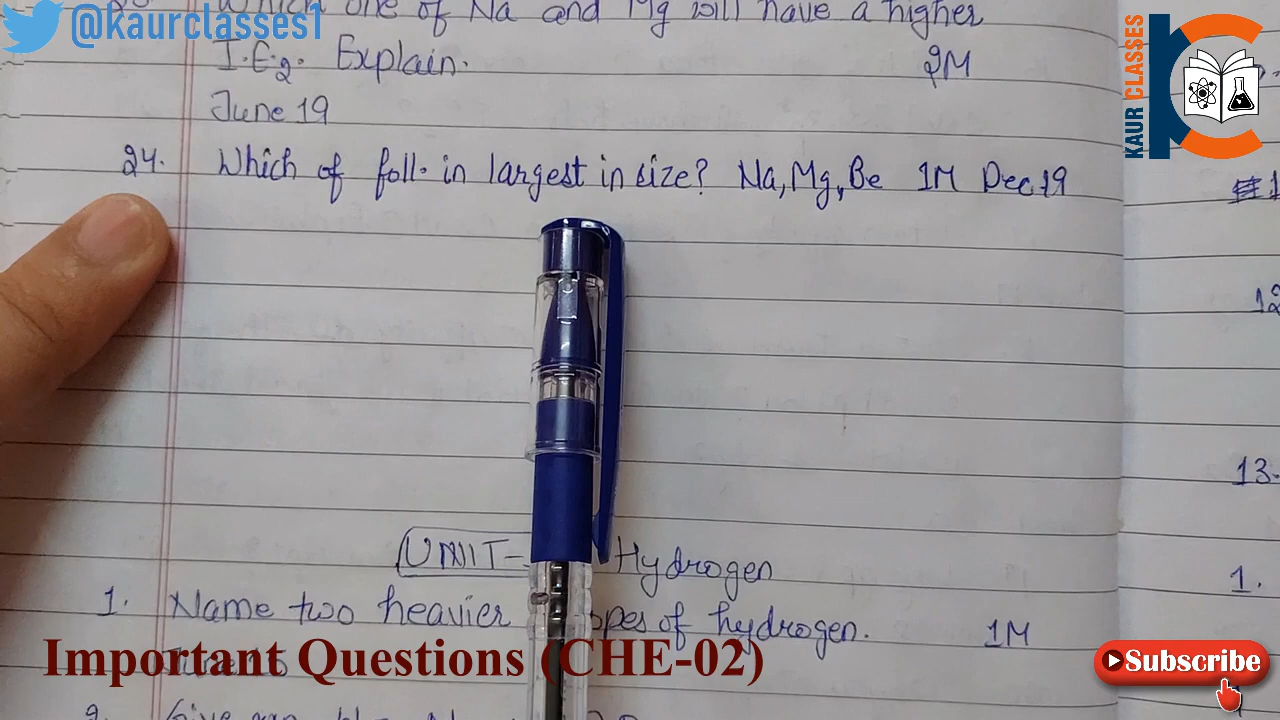 @kaurclasses1
Which one of Na and Mg will have a higher
I.E2. Explain. 2M
June 19
24. Which of foll. in largest in size? Na, Mg, Be 1M Dec 19
12
13.
UNIT- Hydrogen
1. Name two heavier opes of hydrogen. 1M
1.
Important Questions (CHE-02)
KAUR CLASSES
Subscribe